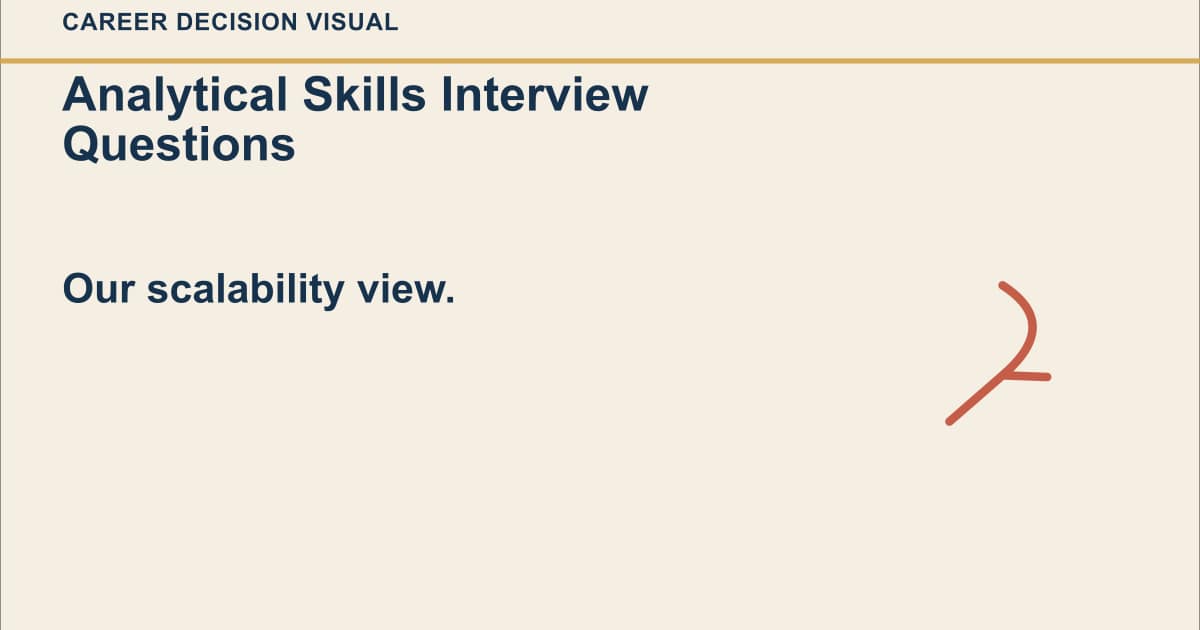 CAREER DECISION VISUAL
Analytical Skills Interview
Questions
Our scalability view.